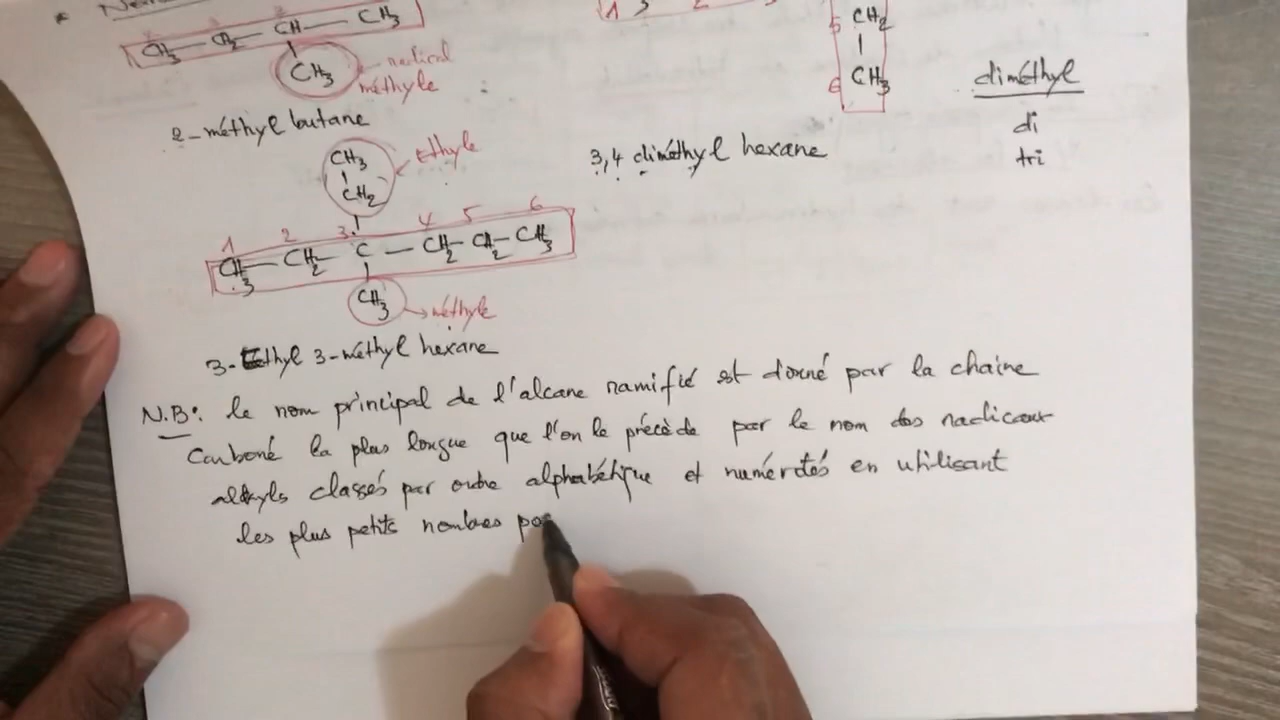 CH₃ — CH₂ — CH — CH₃
CH₃
radical
méthyle
2-méthyl butane
CH₃
CH₂
Ethyle
1 2 3 4 5 6
CH₃ — CH₂ — C — CH₂ — CH₂ — CH₃
CH₃
méthyle
3-Ethyl 3-méthyl hexane
5 CH₂
6 CH₃
3,4 diméthyl hexane
diméthyl
di
tri
N.B: le nom principal de l'alcane ramifié est donné par la chaine
Carboné la plus longue que l'on le précède par le nom des radicaux
alkyls classés par ordre alphabétique et numérotés en utilisant
les plus petits nombres po